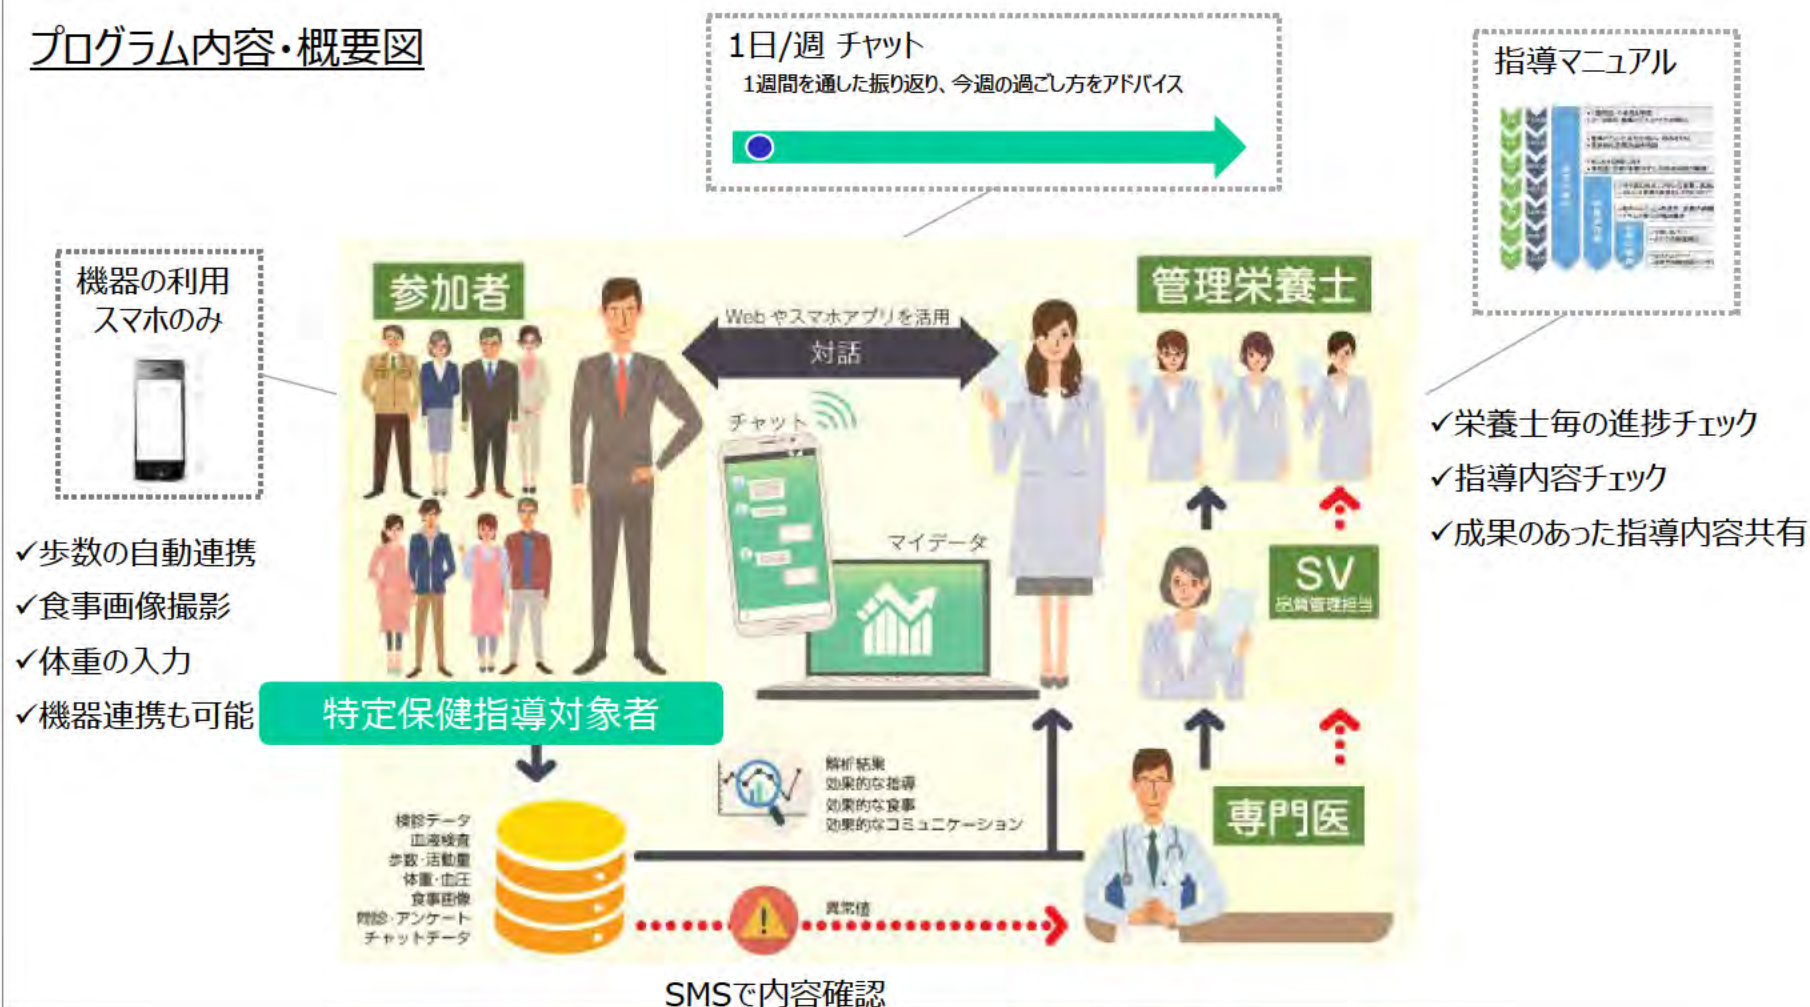 プログラム内容・概要図
1日/週 チャット
1週間を通した振り返り、今週の過ごし方をアドバイス
指導マニュアル
機器の利用
スマホのみ
✓歩数の自動連携
✓食事画像撮影
✓体重の入力
✓機器連携も可能
参加者
Webやスマホアプリを活用
対話
チャット
マイデータ
管理栄養士
SV
品質管理担当
専門医
✓栄養士毎の進捗チェック
✓指導内容チェック
✓成果のあった指導内容共有
特定保健指導対象者
解析結果
効果的な指導
効果的な食事
効果的なコミュニケーション
検診データ
血液検査
歩数・活動量
体重・血圧
食事画像
問診・アンケート
チャットデータ
異常値
SMSで内容確認